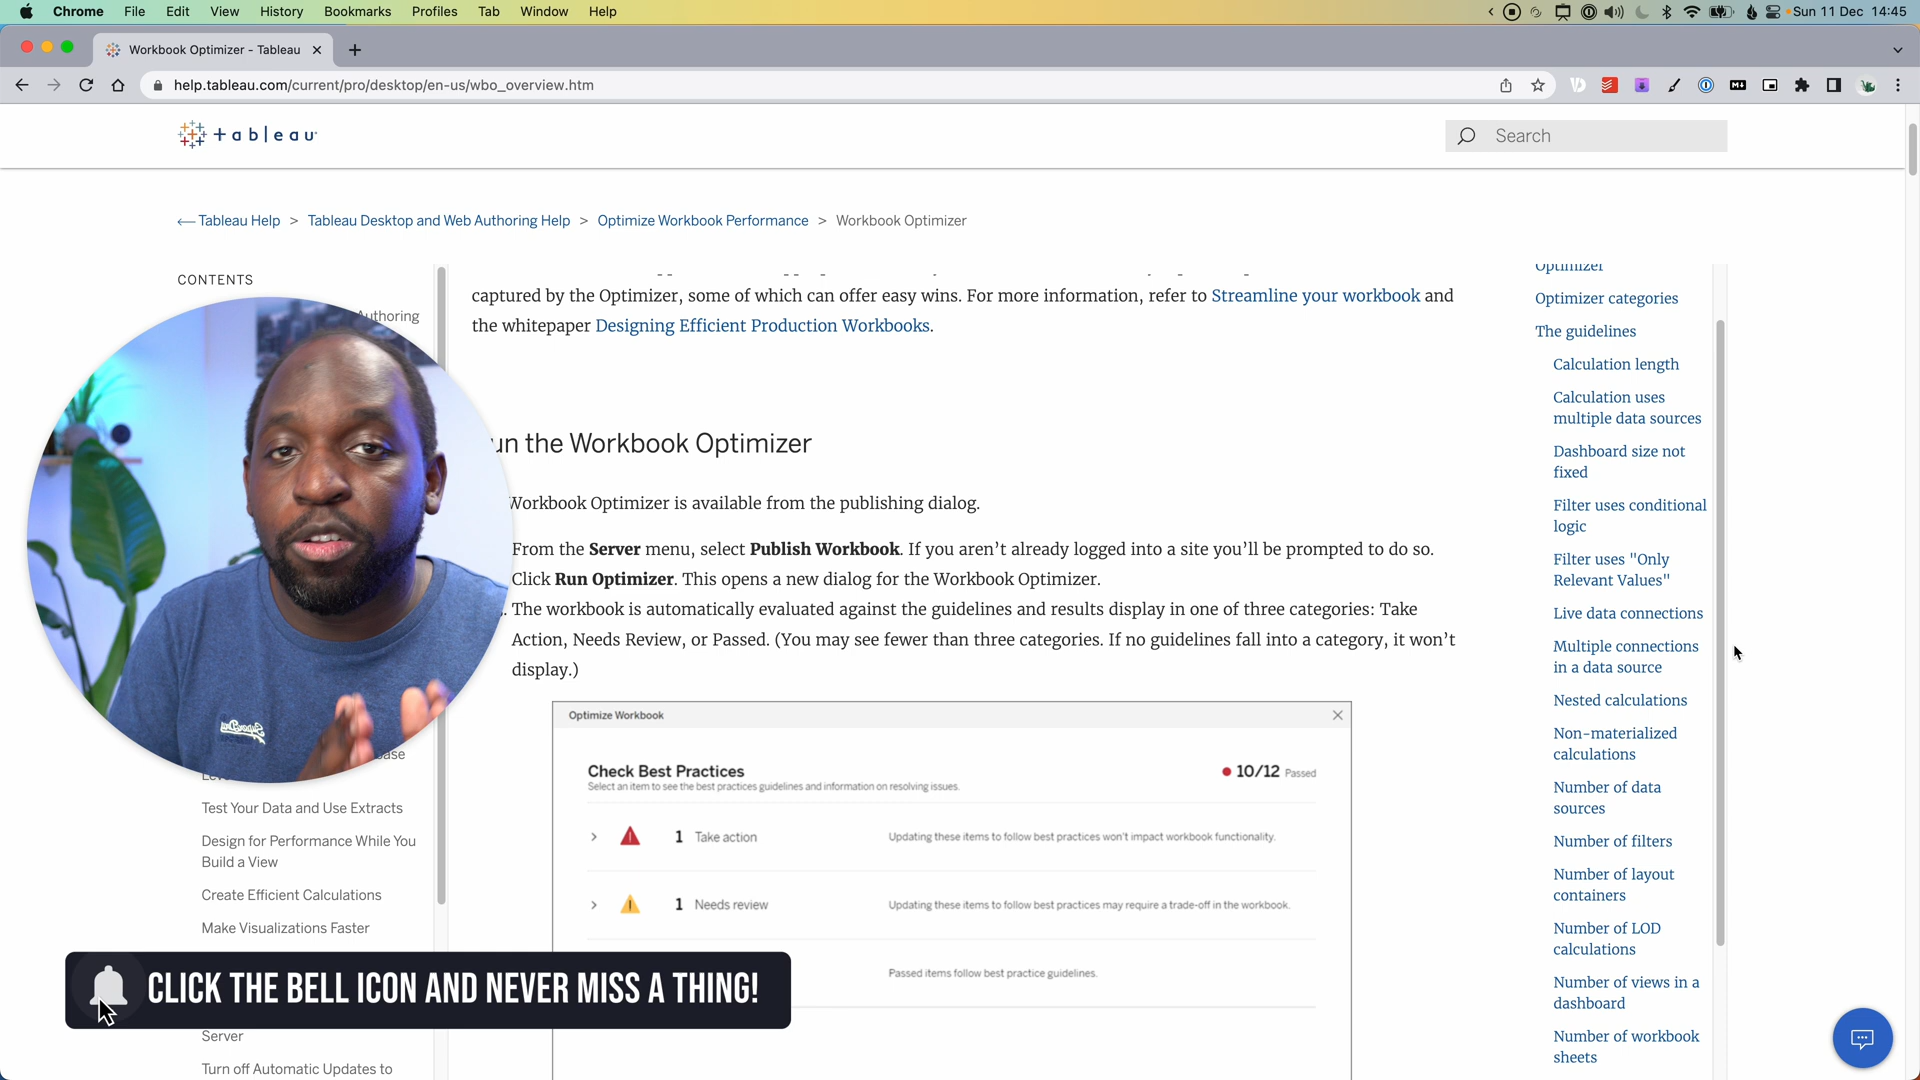 Chrome File Edit View History Bookmarks Profiles Tab Window Help Sun 11 Dec 14:45
Workbook Optimizer - Tableau
help.tableau.com/current/pro/desktop/en-us/wbo_overview.htm
+ableau
Search
Tableau Help > Tableau Desktop and Web Authoring Help > Optimize Workbook Performance > Workbook Optimizer
CONTENTS
Authoring
Test Your Data and Use Extracts
Design for Performance While You
Build a View
Create Efficient Calculations
Make Visualizations Faster
Server
Turn off Automatic Updates to
captured by the Optimizer, some of which can offer easy wins. For more information, refer to Streamline your workbook and
the whitepaper Designing Efficient Production Workbooks.
un the Workbook Optimizer
Workbook Optimizer is available from the publishing dialog.
From the Server menu, select Publish Workbook. If you aren’t already logged into a site you’ll be prompted to do so.
Click Run Optimizer. This opens a new dialog for the Workbook Optimizer.
The workbook is automatically evaluated against the guidelines and results display in one of three categories: Take
Action, Needs Review, or Passed. (You may see fewer than three categories. If no guidelines fall into a category, it won’t
display.)
Optimize Workbook
Check Best Practices
10/12 Passed
Select an item to see the best practices guidelines and information on resolving issues.
1 Take action Updating these items to follow best practices won't impact workbook functionality.
1 Needs review Updating these items to follow best practices may require a trade-off in the workbook.
Passed items follow best practice guidelines.
Optimizer
Optimizer categories
The guidelines
Calculation length
Calculation uses
multiple data sources
Dashboard size not
fixed
Filter uses conditional
logic
Filter uses "Only
Relevant Values"
Live data connections
Multiple connections
in a data source
Nested calculations
Non-materialized
calculations
Number of data
sources
Number of filters
Number of layout
containers
Number of LOD
calculations
Number of views in a
dashboard
Number of workbook
sheets
CLICK THE BELL ICON AND NEVER MISS A THING!